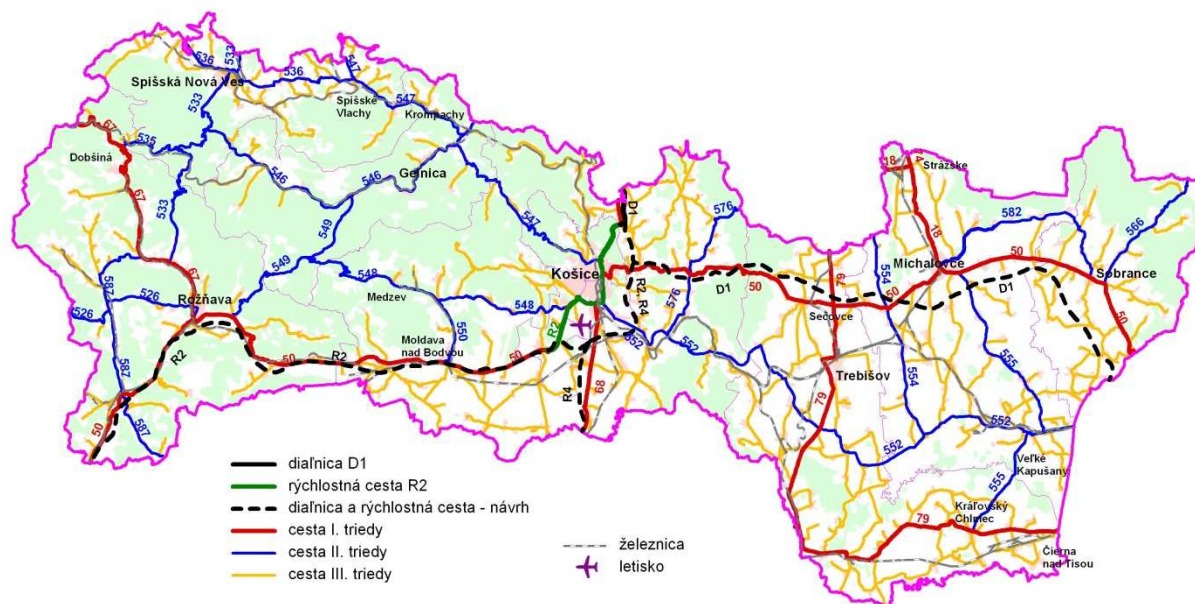 536
533
536
547
Spišská Nová Ves
533
Spišské
Vlachy
547
Krompachy
67
535
Dobšiná
546
546
Gelnica
67
533
549
547
576
D1
18
4
Strážske
18
582
566
549
548
Košice
R2, R4
576
D1
50
79
554
Michalovce
50
Sobrance
50
D1
50
587
526
526
67
Rožňava
Medzev
548
550
R2
552
552
Sečovce
Moldava
nad Bodvou
R2
50
R2
50
R4
68
587
50
587
Trebišov
79
554
555
552
552
Veľké
Kapušany
555
Kráľovský
Chlmec
79
Čierna
nad Tisou
diaľnica D1
rýchlostná cesta R2
diaľnica a rýchlostná cesta - návrh
cesta I. triedy
cesta II. triedy
cesta III. triedy
železnica
letisko